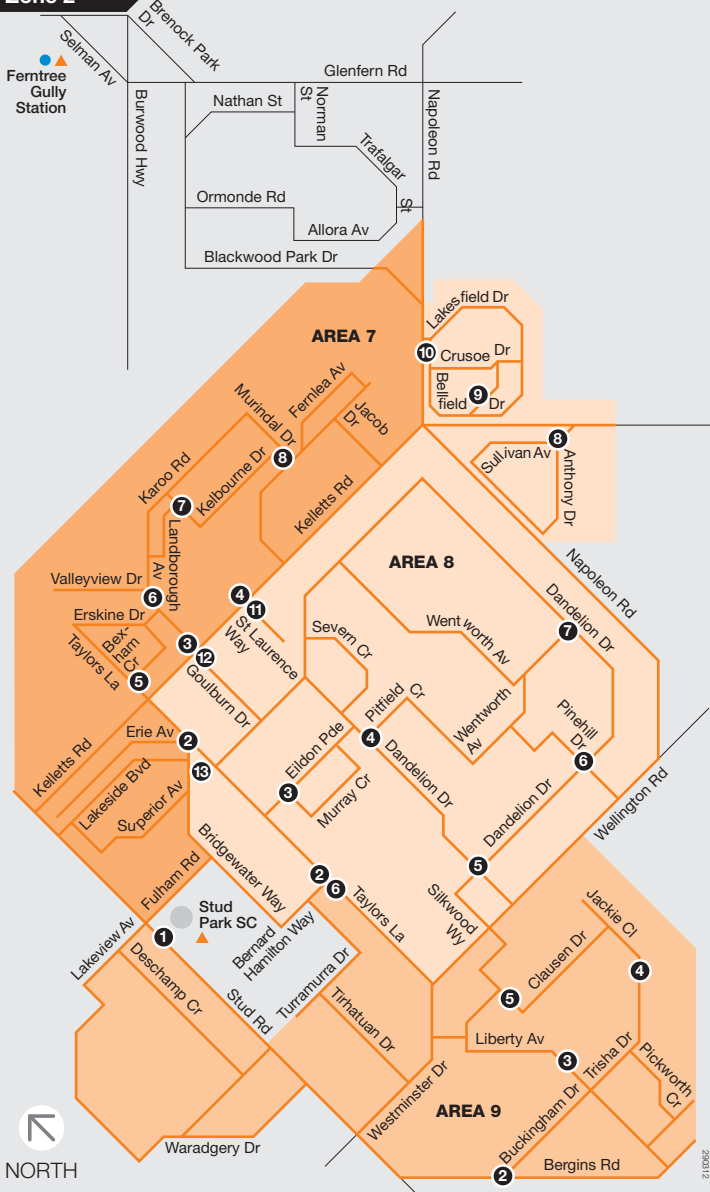 Zone 2
Brenock Park
Dr
Selman Av
Ferntree
Gully
Station
Burwood Hwy
Glenfern Rd
Nathan St
Norman
St
Napoleon Rd
Trafalgar
St
Ormonde Rd
Allora Av
Blackwood Park Dr
AREA 7
Lakesfield Dr
10
Crusoe Dr
Bell
field Dr
9
Fernlea Av
Murindal Dr
Jacob
Dr
8
Karoo Rd
Kelbourne Dr
7
Kelletts Rd
8
Sullivan Av
Anthony Dr
Landborough
Av
AREA 8
Napoleon Rd
Valleyview Dr
6
4
11
Dandelion Dr
Erskine Dr
Bex-
ham
Cr
Taylors La
5
3
12
St Laurence
Way
Severn Cr
Wentworth Av
7
Goulburn Dr
Pitfield Cr
Wentworth
Av
Pinehill
Dr
Kelletts Rd
Erie Av
2
4
6
Eildon Pde
Dandelion Dr
13
3
Murray Cr
Lakeside Bvd
Superior Av
Dandelion Dr
Wellington Rd
Bridgewater Way
5
Fulham Rd
2
6
Taylors La
Silkwood
Wy
Stud
Park SC
Lakeview Av
1
Bernard
Hamilton Way
Jackie Cl
Clausen Dr
4
Deschamp Cr
Stud Rd
Turramurra Dr
5
Tirhatuan Dr
Liberty Av
3
Trisha Dr
Pickworth
Cr
Westminster Dr
AREA 9
Buckingham Dr
Waradgery Dr
2
Bergins Rd
NORTH
290312